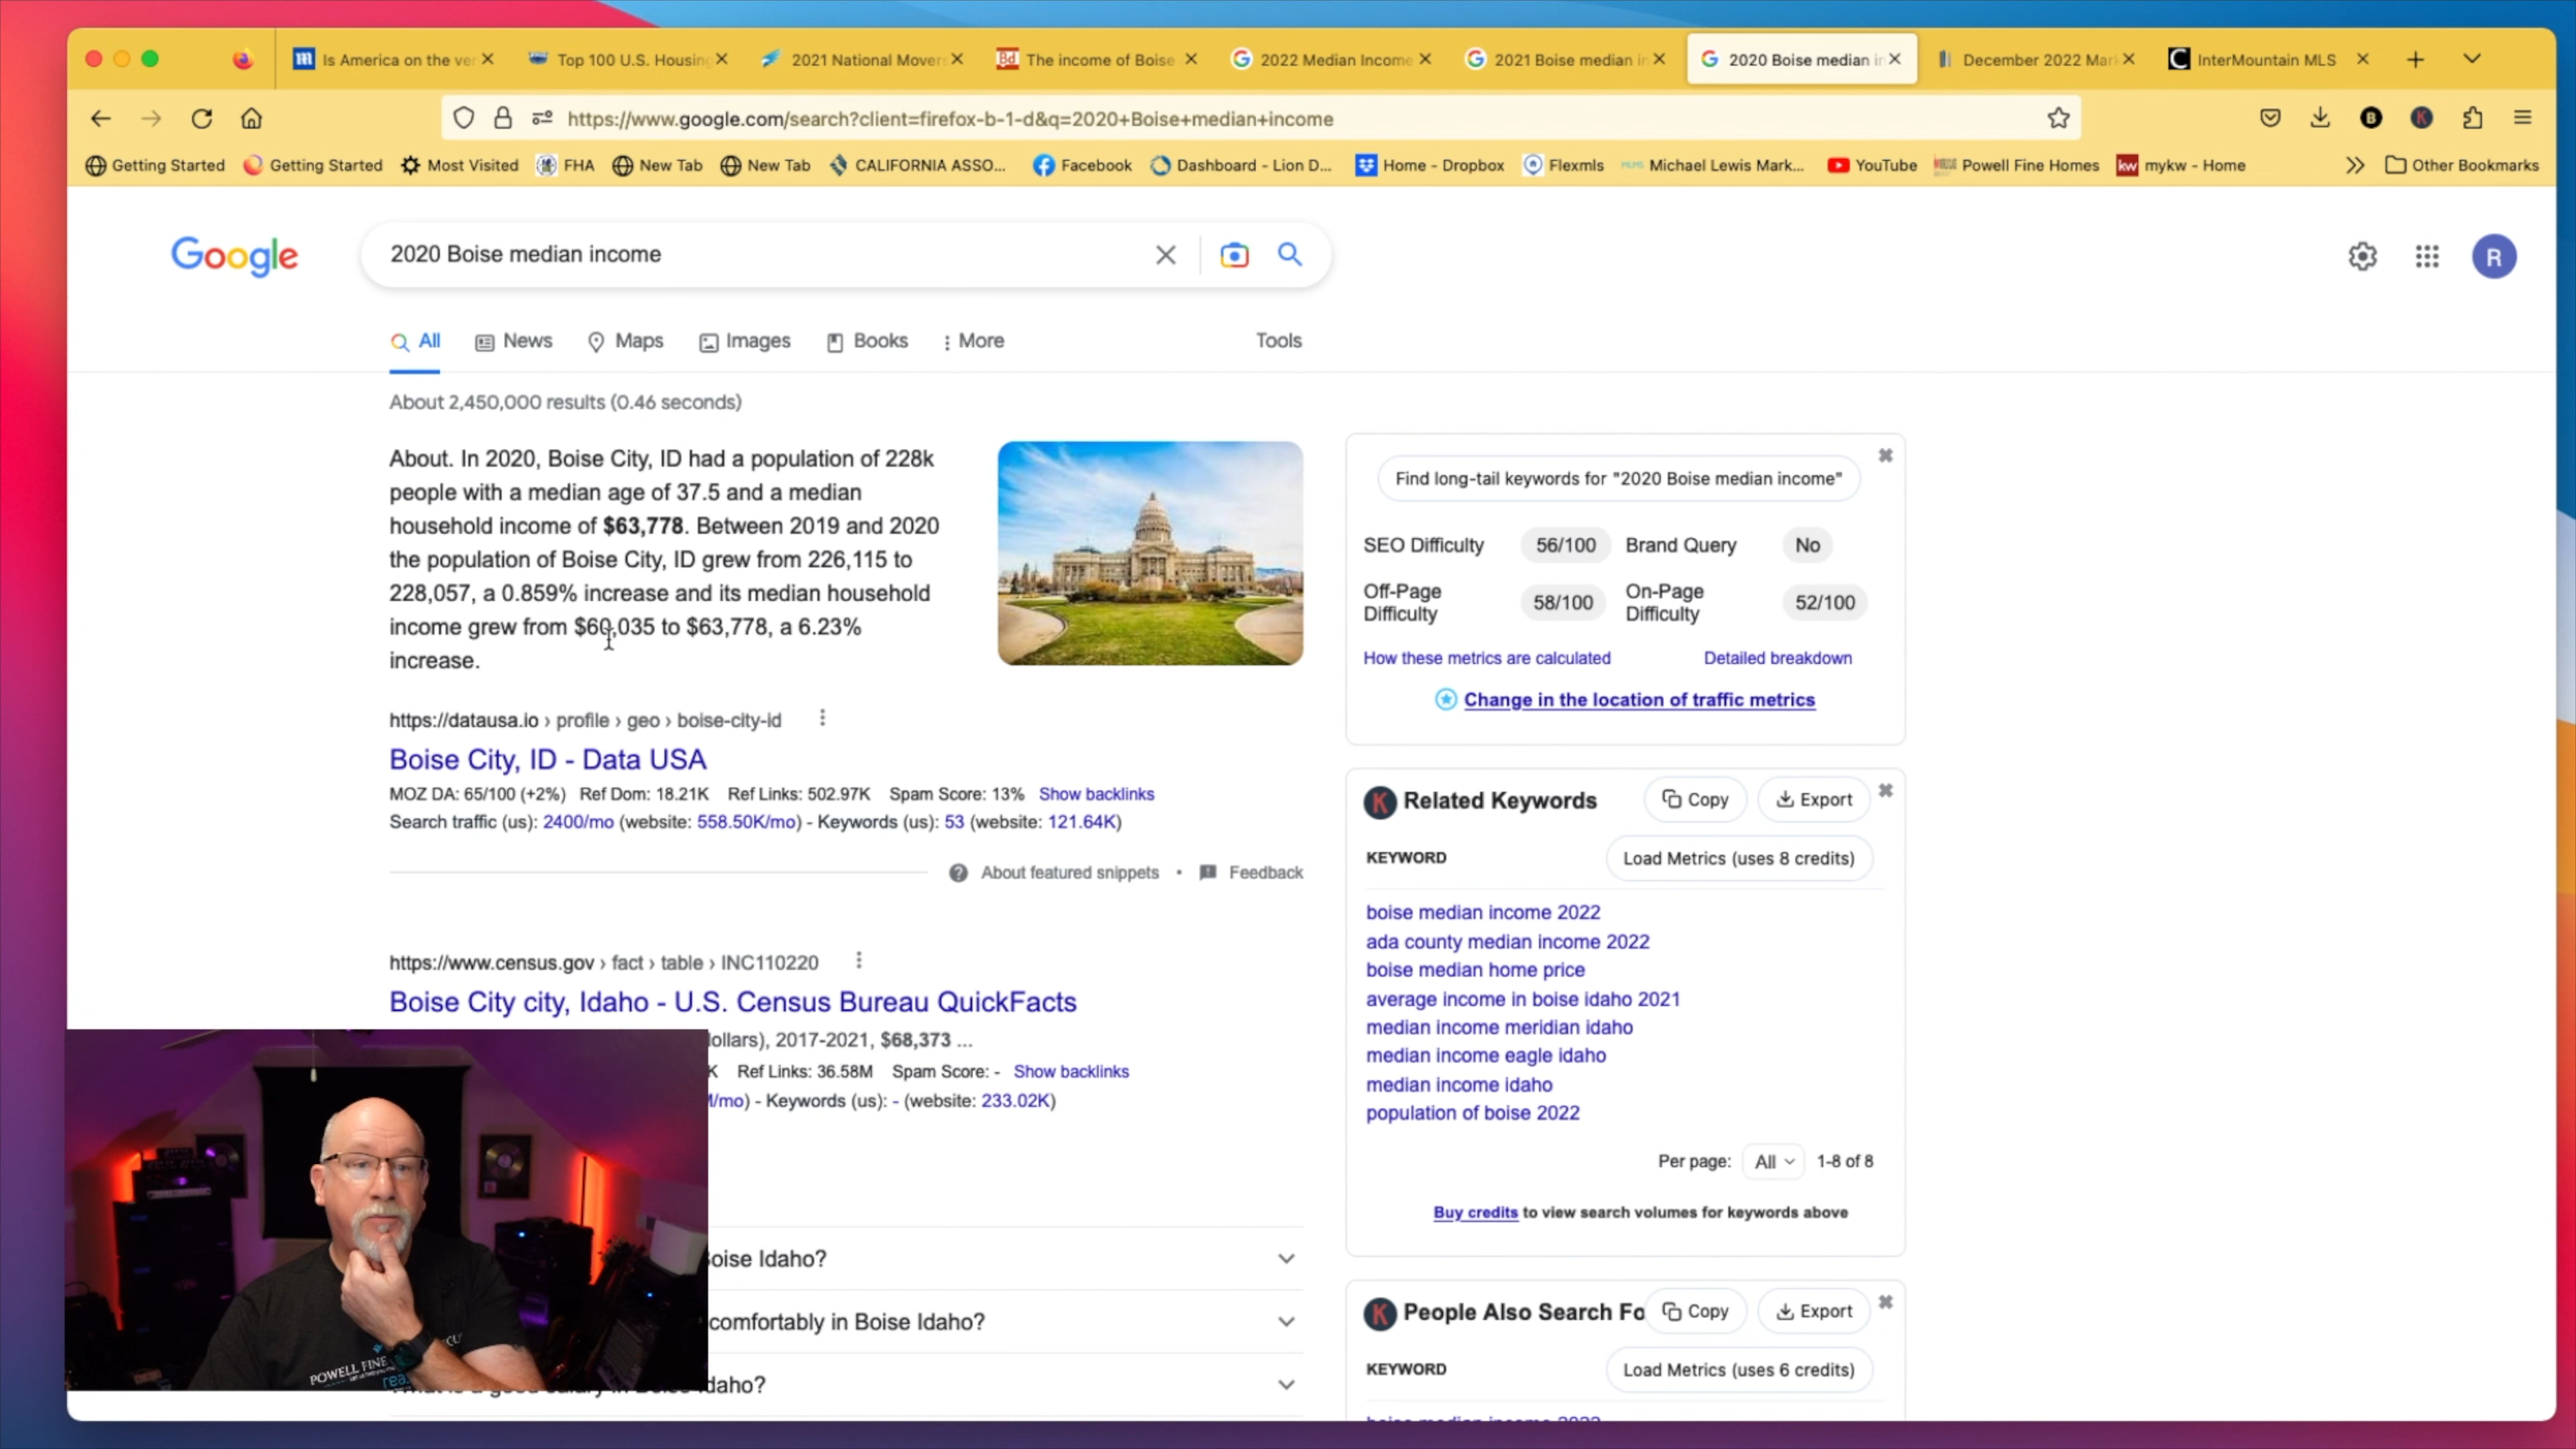 Is America on the ver
Top 100 U.S. Housing
2021 National Movers
Bd The income of Boise
2022 Median Income
2021 Boise median in
2020 Boise median in
December 2022 Mar
InterMountain MLS
https://www.google.com/search?client=firefox-b-1-d&q=2020+Boise+median+income
Getting Started
Getting Started
Most Visited
FHA
New Tab
New Tab
CALIFORNIA ASSO...
Facebook
Dashboard - Lion D...
Home - Dropbox
Flexmls
Michael Lewis Mark...
YouTube
Powell Fine Homes
kw mykw - Home
Other Bookmarks
Google
2020 Boise median income
R
All
News
Maps
Images
Books
More
Tools
About 2,450,000 results (0.46 seconds)
About. In 2020, Boise City, ID had a population of 228k
people with a median age of 37.5 and a median
household income of $63,778. Between 2019 and 2020
the population of Boise City, ID grew from 226,115 to
228,057, a 0.859% increase and its median household
income grew from $60,035 to $63,778, a 6.23%
increase.
https://datausa.io › profile › geo › boise-city-id
Boise City, ID - Data USA
MOZ DA: 65/100 (+2%) Ref Dom: 18.21K Ref Links: 502.97K Spam Score: 13% Show backlinks
Search traffic (us): 2400/mo (website: 558.50K/mo) - Keywords (us): 53 (website: 121.64K)
About featured snippets • Feedback
https://www.census.gov › fact › table › INC110220
Boise City city, Idaho - U.S. Census Bureau QuickFacts
dollars), 2017-2021, $68,373 ...
K Ref Links: 36.58M Spam Score: - Show backlinks
M/mo) - Keywords (us): - (website: 233.02K)
Boise Idaho?
comfortably in Boise Idaho?
Idaho?
POWELL FINE
rea
Find long-tail keywords for "2020 Boise median income"
SEO Difficulty 56/100 Brand Query No
Off-Page Difficulty 58/100 On-Page Difficulty 52/100
How these metrics are calculated
Detailed breakdown
Change in the location of traffic metrics
K Related Keywords
Copy
Export
KEYWORD
Load Metrics (uses 8 credits)
boise median income 2022
ada county median income 2022
boise median home price
average income in boise idaho 2021
median income meridian idaho
median income eagle idaho
median income idaho
population of boise 2022
Per page: All 1-8 of 8
Buy credits to view search volumes for keywords above
K People Also Search Fo
Copy
Export
KEYWORD
Load Metrics (uses 6 credits)
boise median income 2022